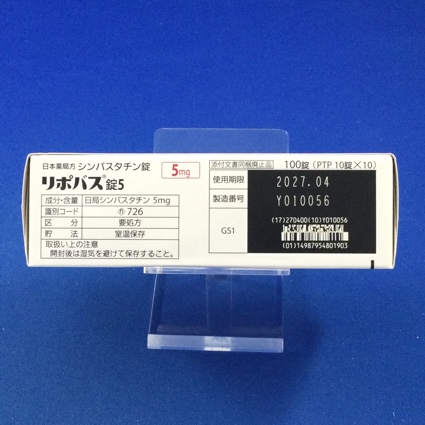 日本薬局方 シンバスタチン錠
リポバス®錠5
5mg
成分・含量 日局シンバスタチン 5mg
識別コード 726
区分 要処方
貯法 室温保存
取扱い上の注意
開封後は湿気を避けて保存すること。
添付文書同梱廃止品
100錠（PTP 10錠×10）
使用期限 2027.04
製造番号 Y010056
GS1
(17)270400(10)Y010056
(01)14987954801903